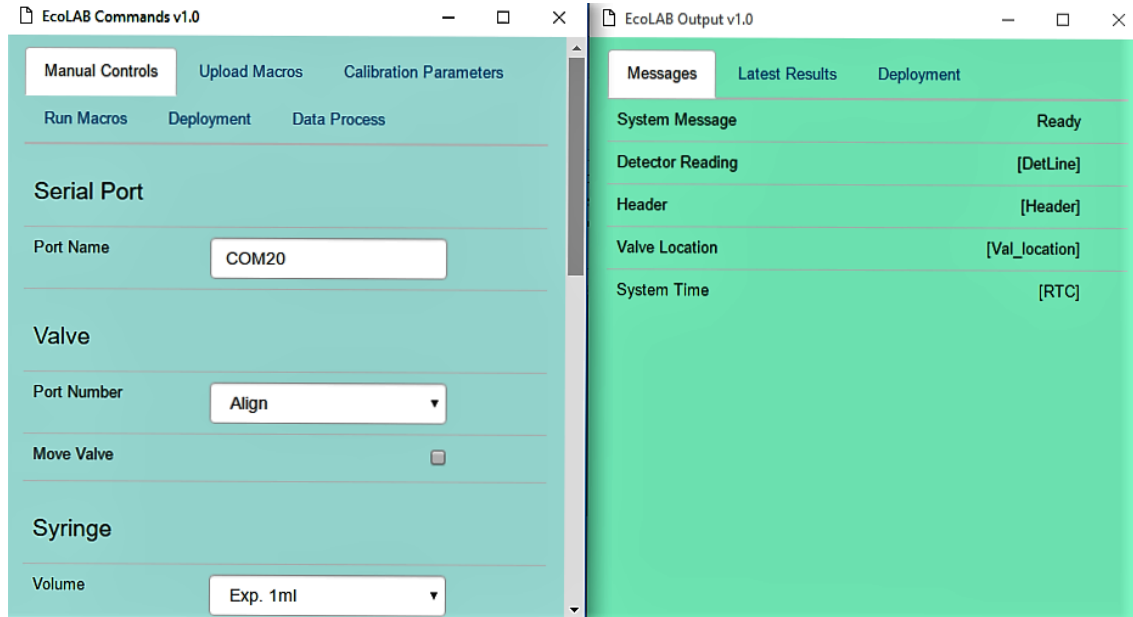 EcoLAB Commands v1.0
Manual Controls Upload Macros Calibration Parameters
Run Macros Deployment Data Process
Serial Port
Port Name COM20
Valve
Port Number Align
Move Valve
Syringe
Volume Exp. 1ml
EcoLAB Output v1.0
Messages Latest Results Deployment
System Message Ready
Detector Reading [DetLine]
Header [Header]
Valve Location [Val_location]
System Time [RTC]